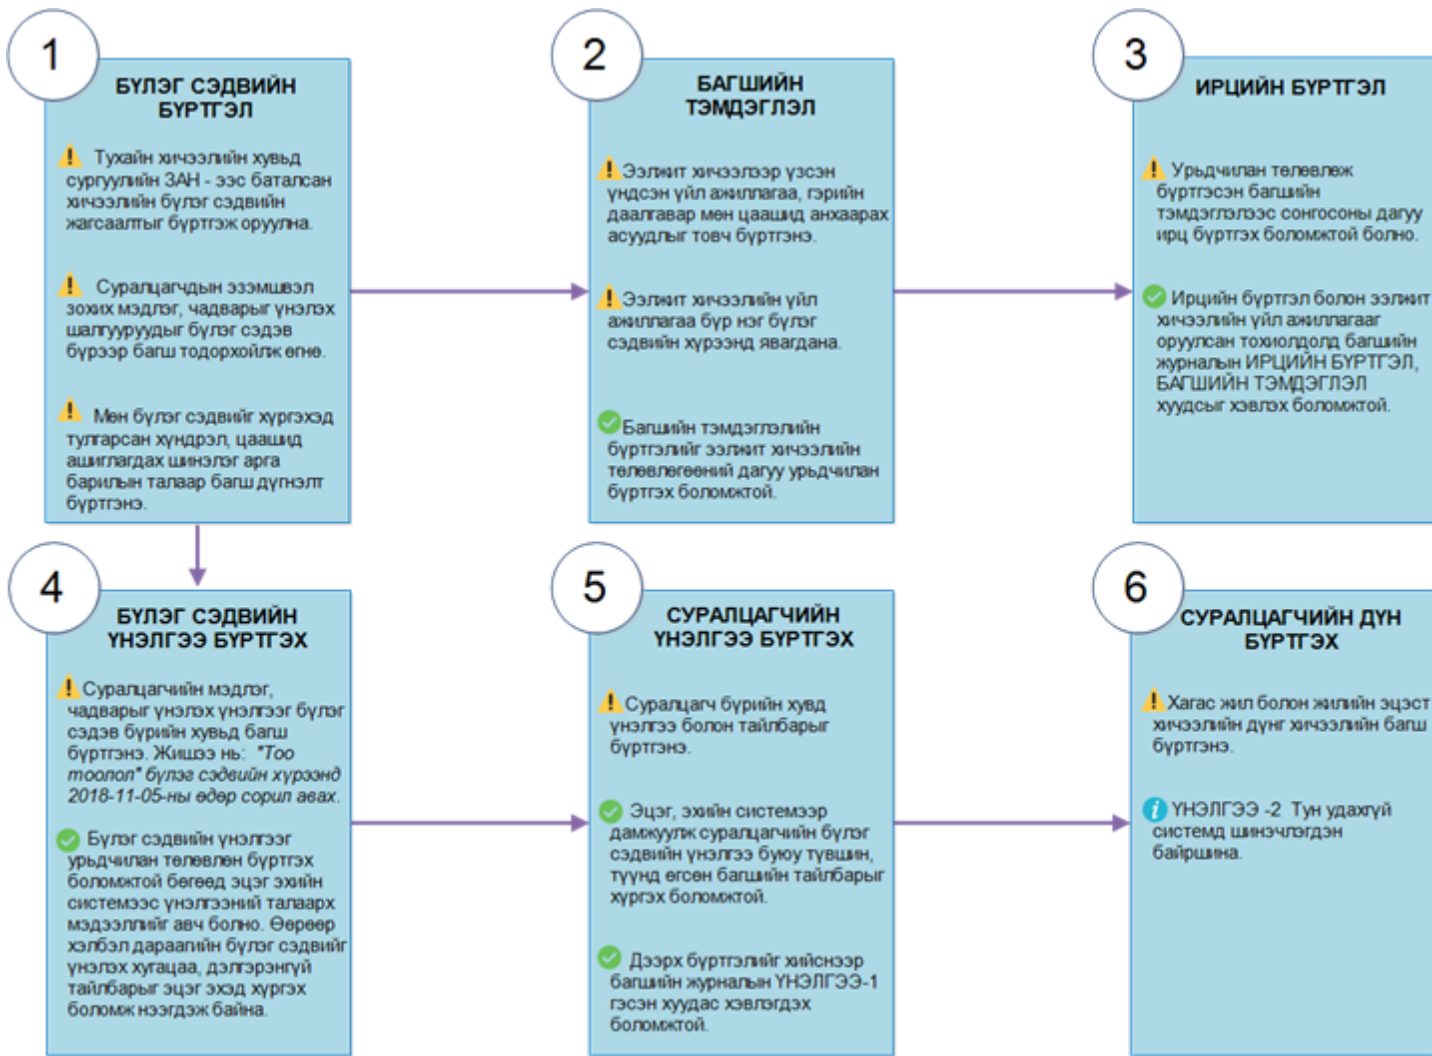 1
БҮЛЭГ СЭДВИЙН
БҮРТГЭЛ
Тухайн хичээлийн хувьд
сургуулийн ЗАН - ээс баталсан
хичээлийн бүлэг сэдвийн
жагсаалтыг бүртгэж оруулна.
Суралцагчдын эзэмшвэл
зохих мэдлэг, чадварыг үнэлэх
шалгууруудыг бүлэг сэдэв
бүрээр багш тодорхойлж өгнө.
Мөн бүлэг сэдвийг хүргэхэд
тулгарсан хүндрэл, цаашид
ашиглагдах шинэлэг арга
барилын талаар багш дүгнэлт
бүртгэнэ.
2
БАГШИЙН
ТЭМДЭГЛЭЛ
Ээлжит хичээлээр үзсэн
үндсэн үйл ажиллагаа, гэрийн
даалгавар мөн цаашид анхаарах
асуудлыг товч бүртгэнэ.
Ээлжит хичээлийн үйл
ажиллагаа бүр нэг бүлэг
сэдвийн хүрээнд явагдана.
Багшийн тэмдэглэлийн
бүртгэлийг ээлжит хичээлийн
төлөвлөгөөний дагуу урьдчилан
бүртгэх боломжтой.
3
ИРЦИЙН БҮРТГЭЛ
Урьдчилан төлөвлөж
бүртгэсэн багшийн
тэмдэглэлээс сонгосоны дагуу
ирц бүртгэх боломжтой болно.
Ирцийн бүртгэл болон ээлжит
хичээлийн үйл ажиллагааг
оруулсан тохиолдолд багшийн
журналын ИРЦИЙН БҮРТГЭЛ,
БАГШИЙН ТЭМДЭГЛЭЛ
хуудсыг хэвлэх боломжтой.
4
БҮЛЭГ СЭДВИЙН
ҮНЭЛГЭЭ БҮРТГЭХ
Суралцагчийн мэдлэг,
чадварыг үнэлэх үнэлгээг бүлэг
сэдэв бүрийн хувьд багш
бүртгэнэ. Жишээ нь: "Тоо
тоолол" бүлэг сэдвийн хүрээнд
2018-11-05-ны өдөр сорил авах.
Бүлэг сэдвийн үнэлгээг
урьдчилан төлөвлөн бүртгэх
боломжтой бөгөөд эцэг эхийн
системээс үнэлгээний талаарх
мэдээллийг авч болно. Өөрөөр
хэлбэл дараагийн бүлэг сэдвийг
үнэлэх хугацаа, дэлгэрэнгүй
тайлбарыг эцэг эхэд хүргэх
боломж нээгдэж байна.
5
СУРАЛЦАГЧИЙН
ҮНЭЛГЭЭ БҮРТГЭХ
Суралцагч бүрийн хувд
үнэлгээ болон тайлбарыг
бүртгэнэ.
Эцэг, эхийн системээр
дамжуулж суралцагчийн бүлэг
сэдвийн үнэлгээ буюу түвшин,
түүнд өгсөн багшийн тайлбарыг
хүргэх боломжтой.
Дээрх бүртгэлийг хийснээр
багшийн журналын ҮНЭЛГЭЭ-1
гэсэн хуудас хэвлэгдэх
боломжтой.
6
СУРАЛЦАГЧИЙН ДҮН
БҮРТГЭХ
Хагас жил болон жилийн эцэст
хичээлийн дүнг хичээлийн багш
бүртгэнэ.
ҮНЭЛГЭЭ -2 Тун удахгүй
системд шинэчлэгдэн
байршина.